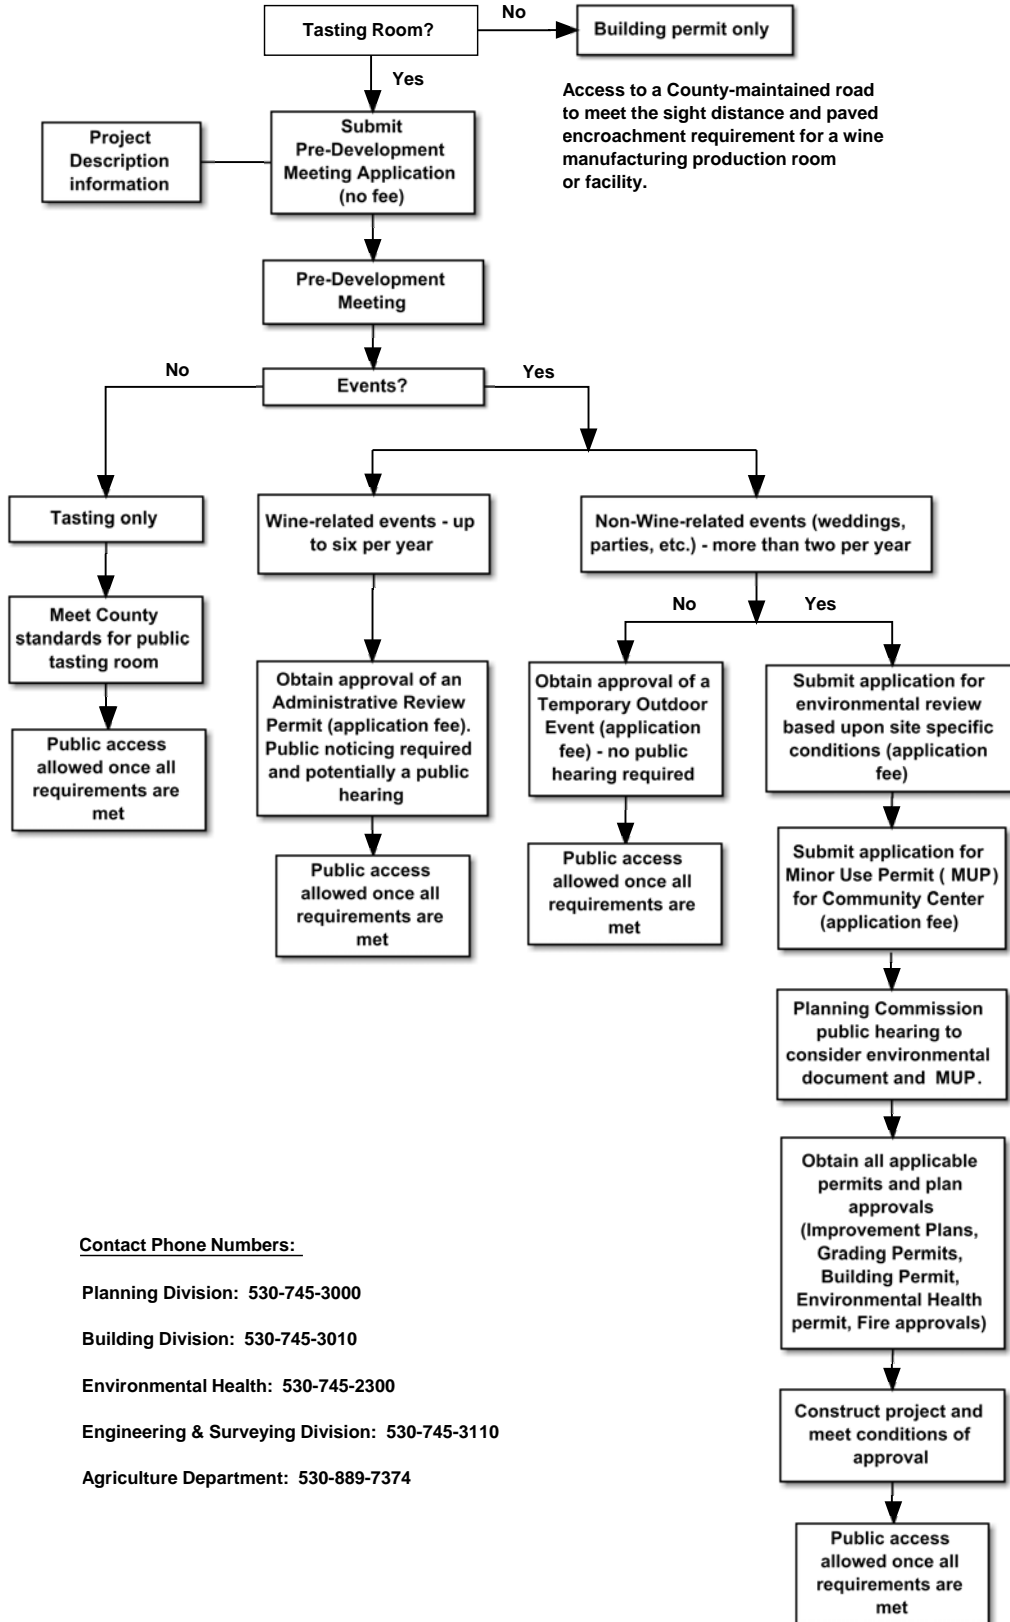 Tasting Room?
No
Building permit only
Yes
Access to a County-maintained road
to meet the sight distance and paved
encroachment requirement for a wine
manufacturing production room
or facility.
Project
Description
information
Submit
Pre-Development
Meeting Application
(no fee)
Pre-Development
Meeting
No
Events?
Yes
Tasting only
Wine-related events - up
to six per year
Non-Wine-related events (weddings,
parties, etc.) - more than two per year
No
Yes
Meet County
standards for public
tasting room
Obtain approval of an
Administrative Review
Permit (application fee).
Public noticing required
and potentially a public
hearing
Obtain approval of a
Temporary Outdoor
Event (application
fee) - no public
hearing required
Submit application for
environmental review
based upon site specific
conditions (application
fee)
Public access
allowed once all
requirements are
met
Public access
allowed once all
requirements are
met
Public access
allowed once all
requirements are
met
Submit application for
Minor Use Permit ( MUP)
for Community Center
(application fee)
Planning Commission
public hearing to
consider environmental
document and MUP.
Obtain all applicable
permits and plan
approvals
(Improvement Plans,
Grading Permits,
Building Permit,
Environmental Health
permit, Fire approvals)
Construct project and
meet conditions of
approval
Public access
allowed once all
requirements are
met
Contact Phone Numbers:
Planning Division: 530-745-3000
Building Division: 530-745-3010
Environmental Health: 530-745-2300
Engineering & Surveying Division: 530-745-3110
Agriculture Department: 530-889-7374